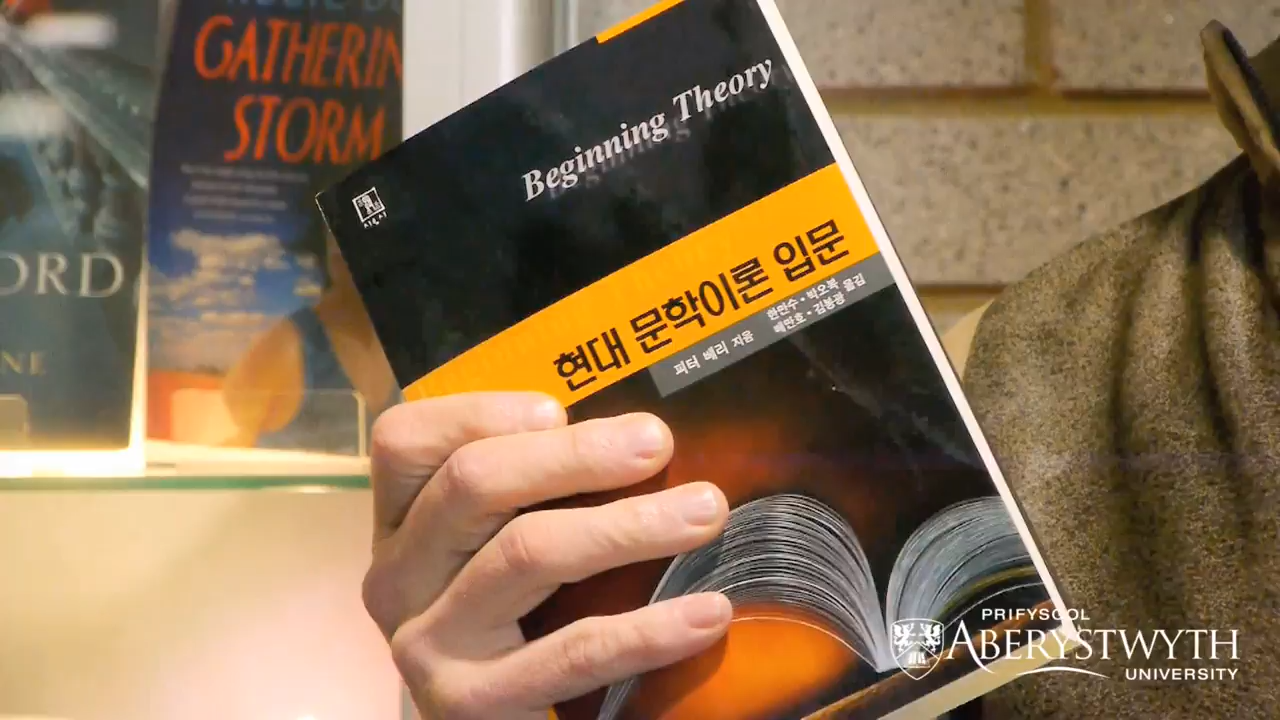 GATHERIN
STORM
ORD
NE
Beginning Theory
현대 문학이론 입문
피터 배리 지음
한만수 · 박오복 옮김
배만호 · 김봉광
PRIFYSGOL
ABERYSTWYTH
UNIVERSITY